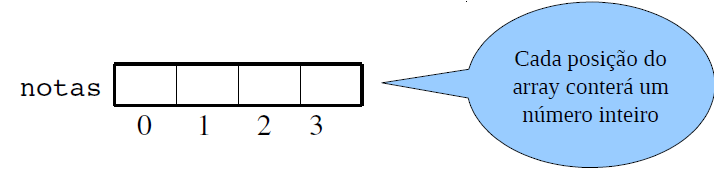 notas
0 1 2 3
Cada posição do
array conterá um
número inteiro